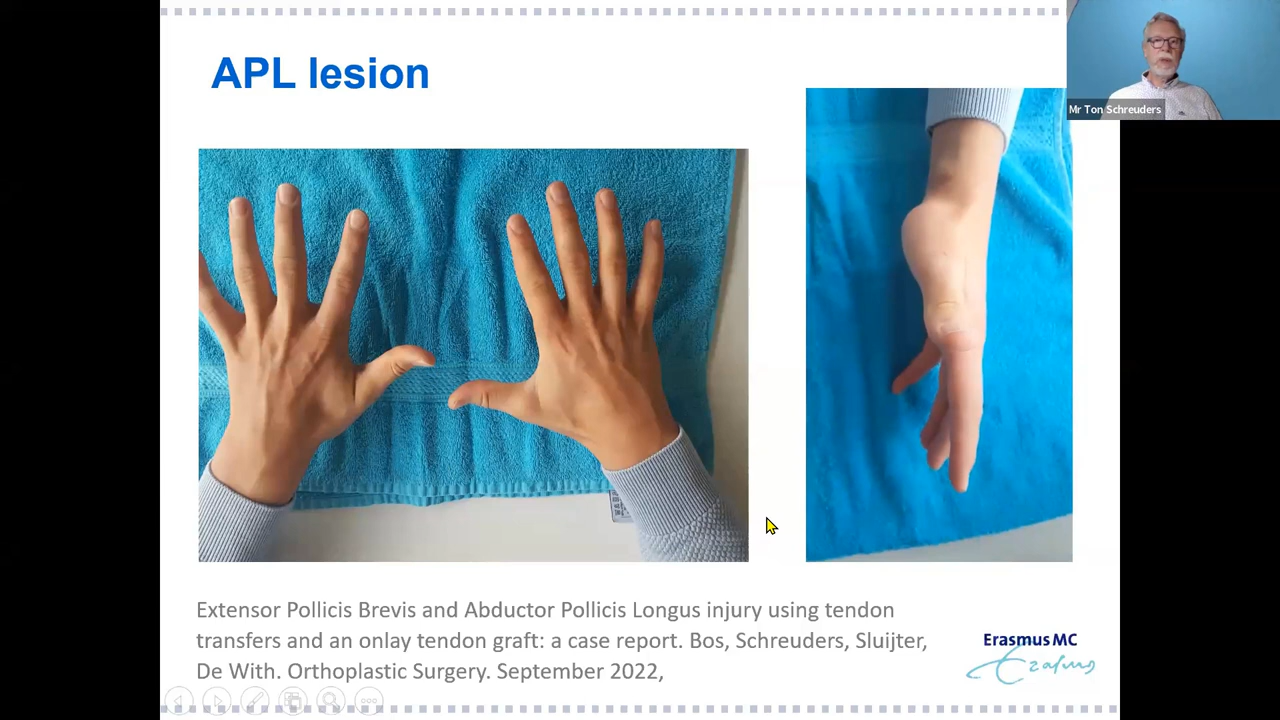 APL lesion
Mr Ton Schreuders
Extensor Pollicis Brevis and Abductor Pollicis Longus injury using tendon
transfers and an onlay tendon graft: a case report. Bos, Schreuders, Sluijter,
De With. Orthoplastic Surgery. September 2022,
Erasmus MC
Erasmus